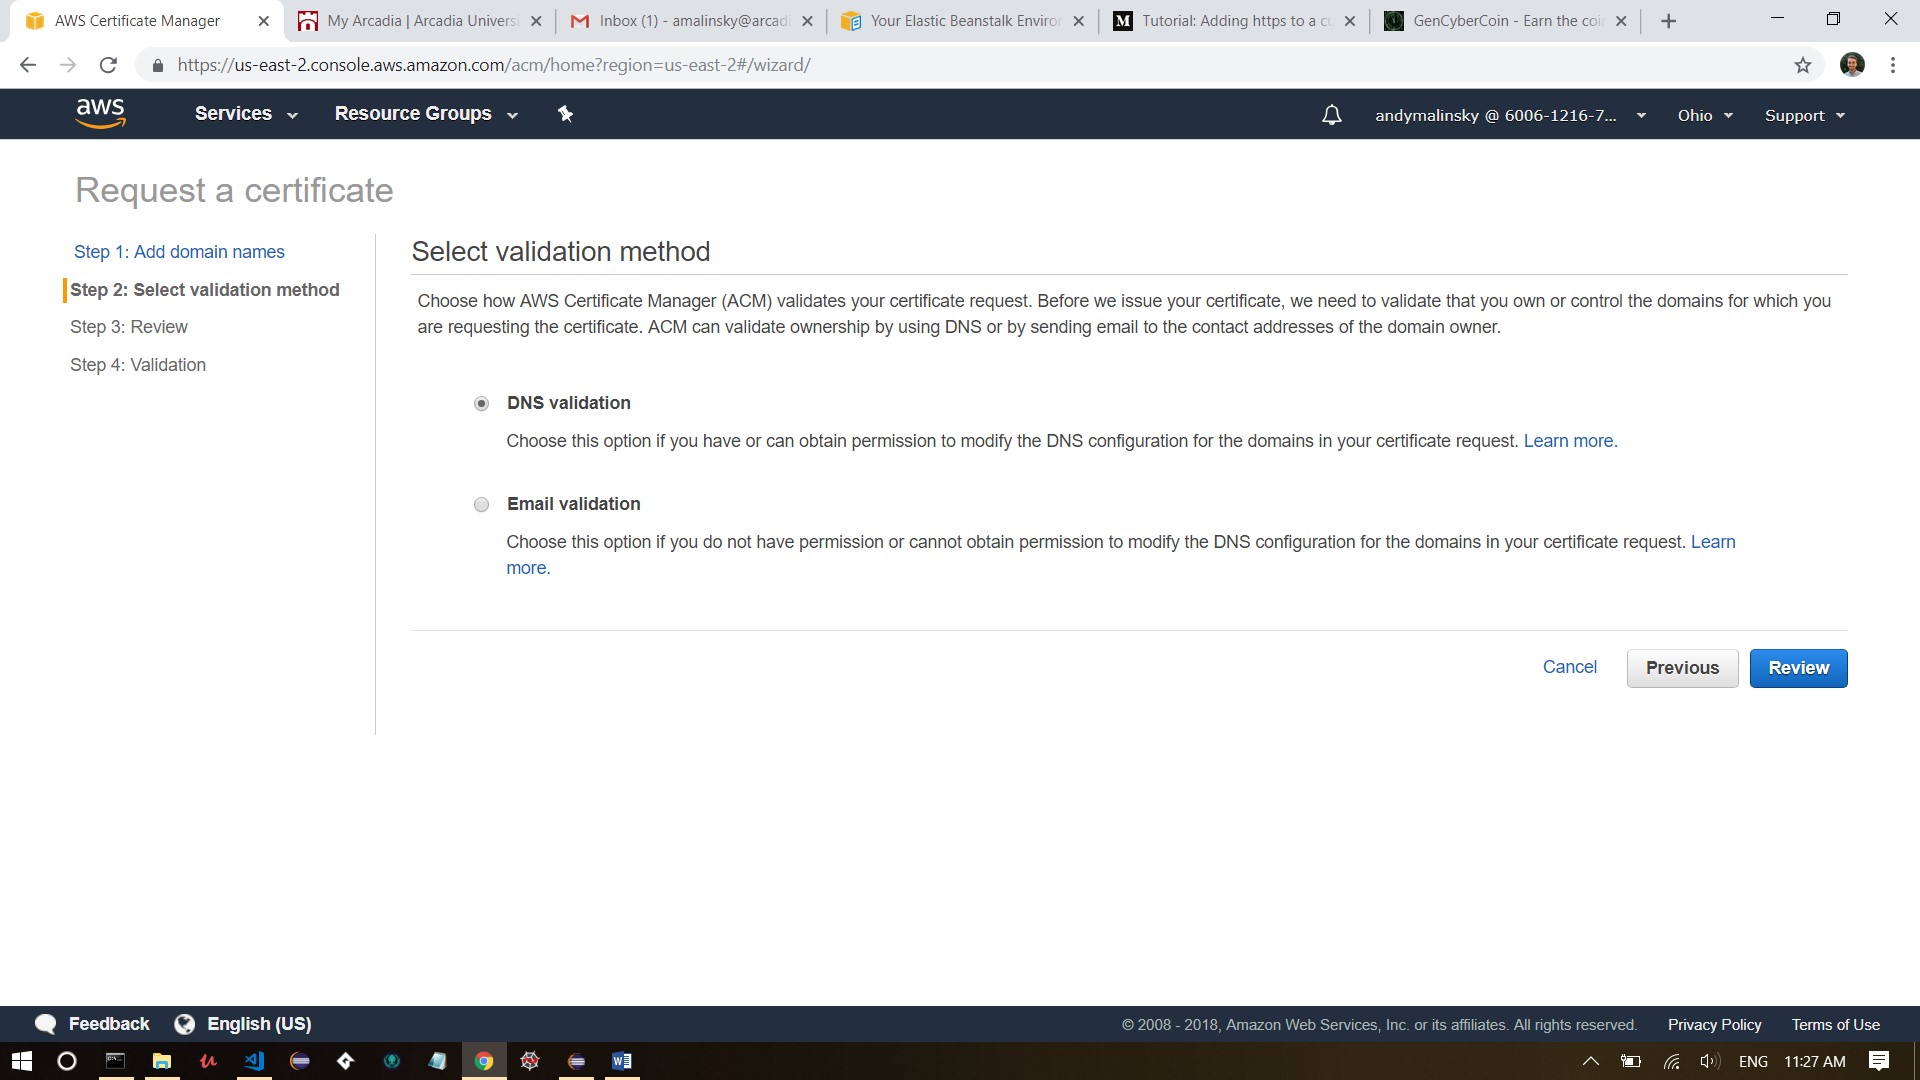 AWS Certificate Manager
My Arcadia | Arcadia Univers
Inbox (1) - amalinsky@arcadi
Your Elastic Beanstalk Enviror
M Tutorial: Adding https to a cu
GenCyberCoin - Earn the coin
https://us-east-2.console.aws.amazon.com/acm/home?region=us-east-2#/wizard/
aws Services Resource Groups andymalinsky @ 6006-1216-7... Ohio Support
Request a certificate
Step 1: Add domain names
Step 2: Select validation method
Step 3: Review
Step 4: Validation
Select validation method
Choose how AWS Certificate Manager (ACM) validates your certificate request. Before we issue your certificate, we need to validate that you own or control the domains for which you
are requesting the certificate. ACM can validate ownership by using DNS or by sending email to the contact addresses of the domain owner.
DNS validation
Choose this option if you have or can obtain permission to modify the DNS configuration for the domains in your certificate request. Learn more.
Email validation
Choose this option if you do not have permission or cannot obtain permission to modify the DNS configuration for the domains in your certificate request. Learn
more.
Cancel Previous Review
Feedback English (US) © 2008 - 2018, Amazon Web Services, Inc. or its affiliates. All rights reserved. Privacy Policy Terms of Use
ENG 11:27 AM